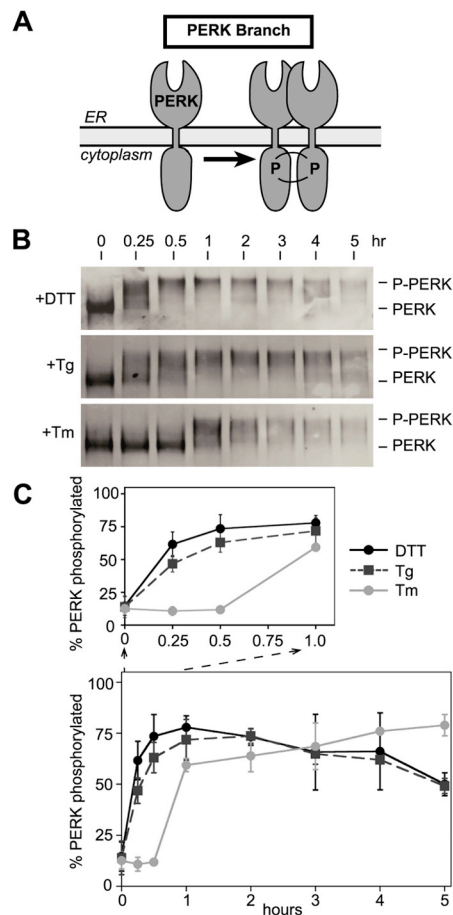 A
PERK Branch
PERK
ER
cytoplasm
P P
B
0 0.25 0.5 1 2 3 4 5 hr
+DTT
P-PERK
PERK
+Tg
P-PERK
PERK
+Tm
P-PERK
PERK
C
% PERK phosphorylated
100
75
50
25
0
0 0.25 0.5 0.75 1.0
DTT
Tg
Tm
% PERK phosphorylated
100
75
50
25
0
0 1 2 3 4 5
hours